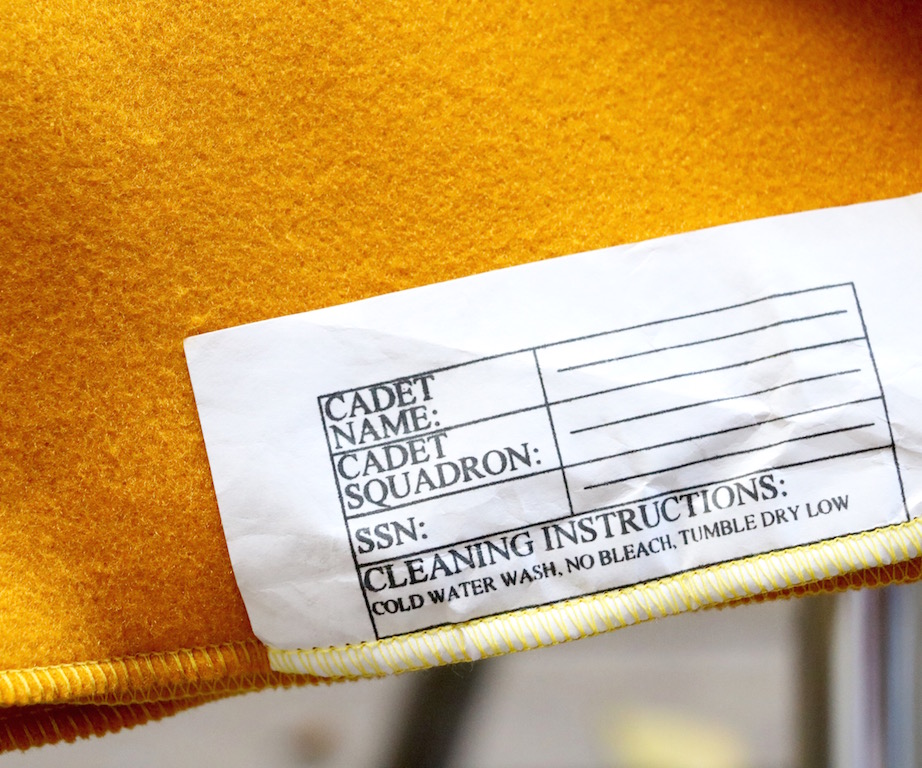 CADET
NAME:
CADET
SQUADRON:
SSN:
CLEANING INSTRUCTIONS:
COLD WATER WASH, NO BLEACH, TUMBLE DRY LOW